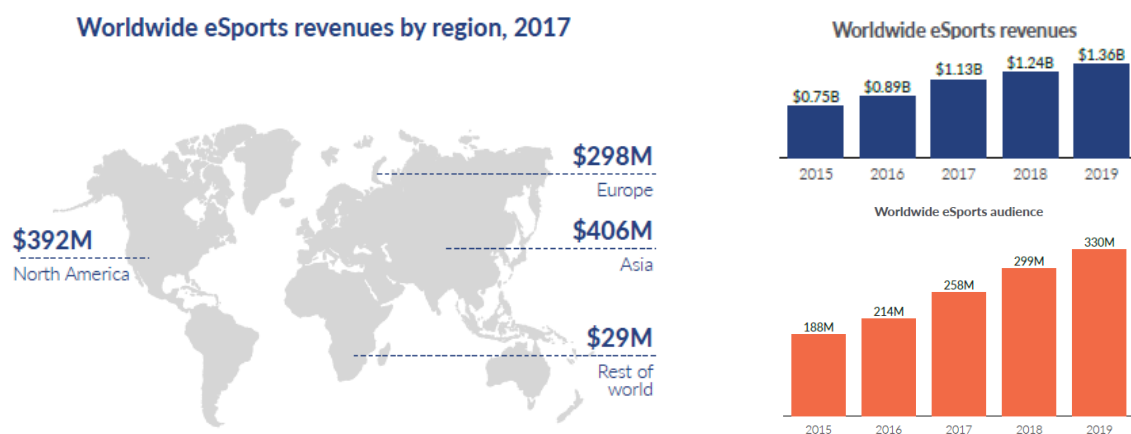 Worldwide eSports revenues by region, 2017
$298M
Europe
$392M
North America
$406M
Asia
$29M
Rest of
world
Worldwide eSports revenues
$0.75B
$0.89B
$1.13B
$1.24B
$1.36B
2015 2016 2017 2018 2019
Worldwide eSports audience
188M
214M
258M
299M
330M
2015 2016 2017 2018 2019